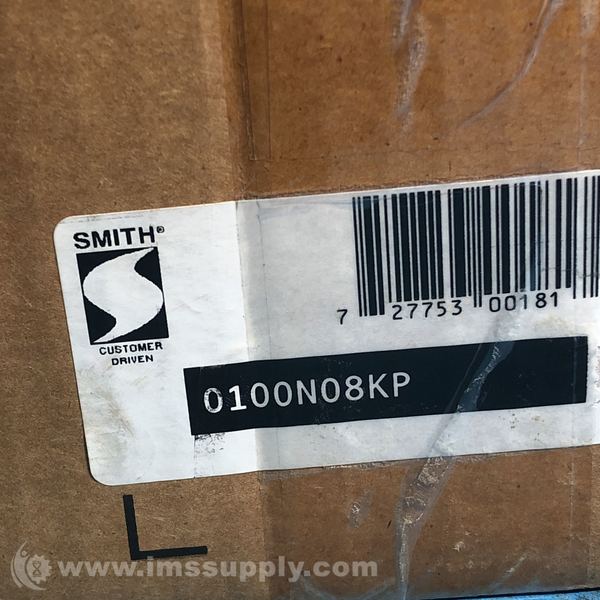 SMITH®
CUSTOMER
DRIVEN
7 27753 00181
0100N08KP
www.imssupply.com